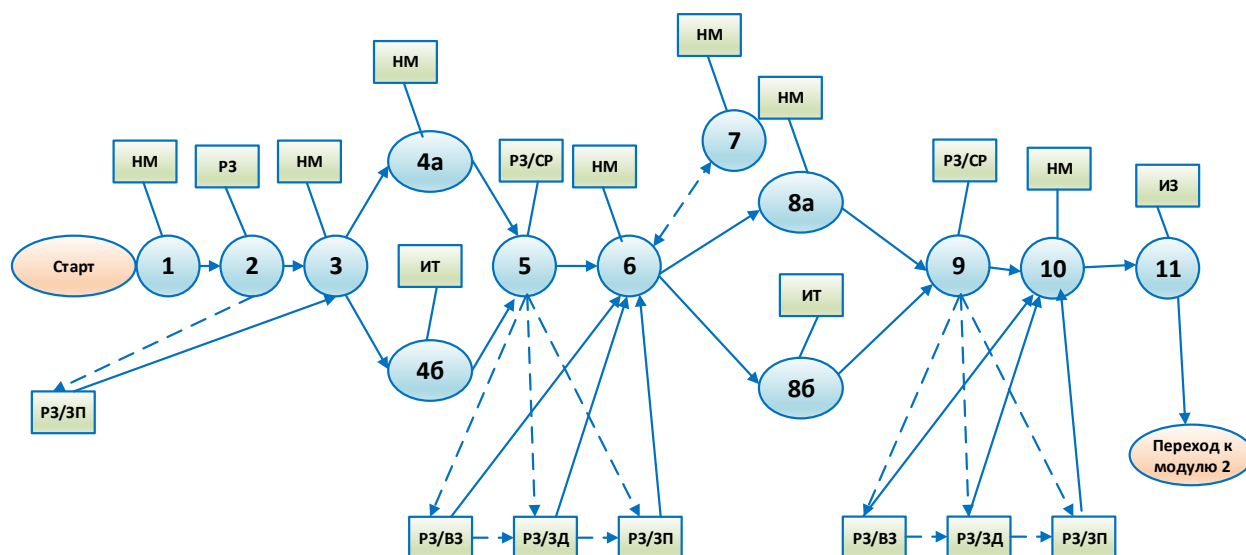 НМ
НМ
НМ
7
4а
НМ
РЗ
НМ
РЗ/СР
НМ
8а
РЗ/СР
НМ
ИЗ
Старт
1
2
3
ИТ
5
6
ИТ
9
10
11
4б
8б
РЗ/ЗП
Переход к
модулю 2
РЗ/ВЗ
РЗ/ЗД
РЗ/ЗП
РЗ/ВЗ
РЗ/ЗД
РЗ/ЗП